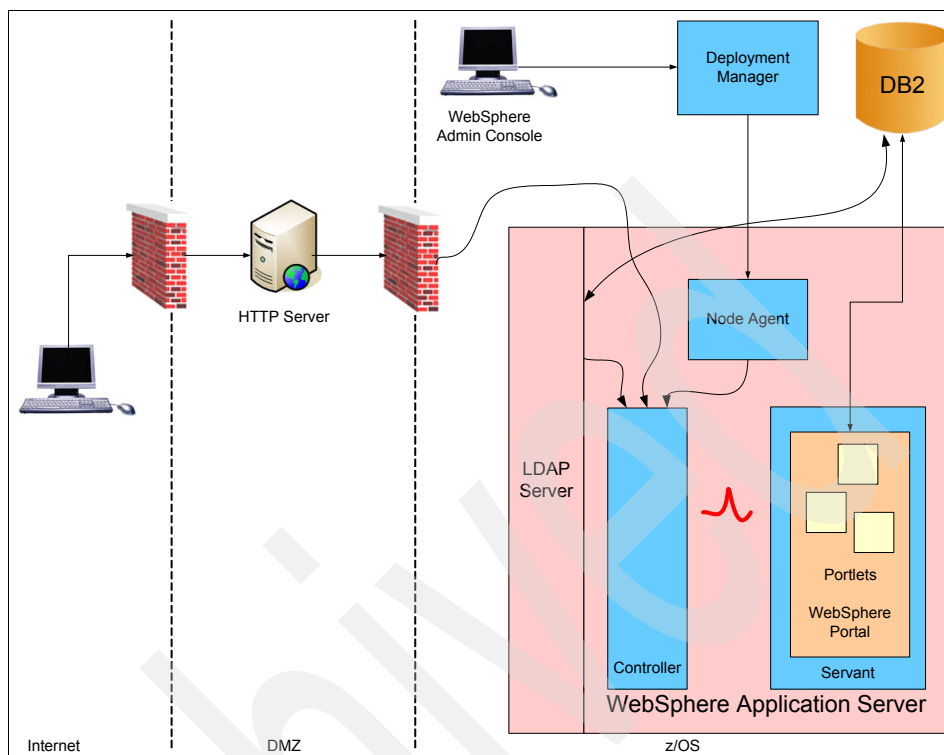 Deployment
Manager
DB2
WebSphere
Admin Console
HTTP Server
Node Agent
LDAP
Server
Portlets
WebSphere
Portal
Controller
Servant
WebSphere Application Server
Internet
DMZ
z/OS